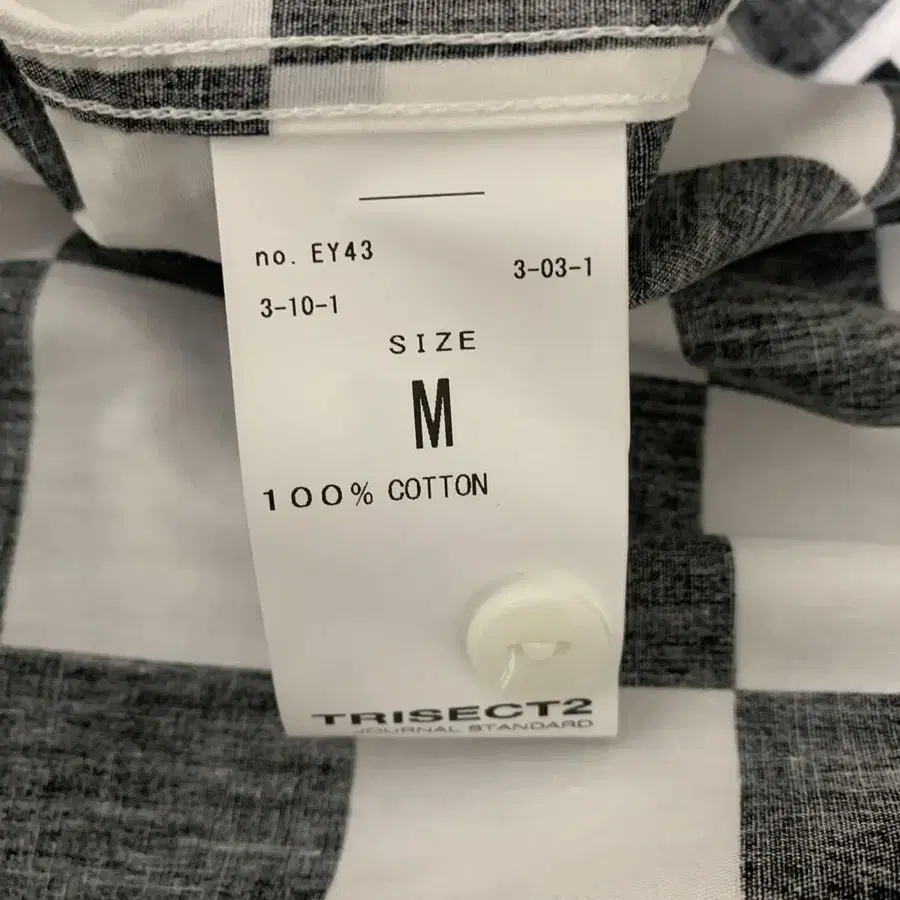 no. EY43
3-03-1
3-10-1
SIZE
M
100% COTTON
TRISECT2
JOURNAL STANDARD